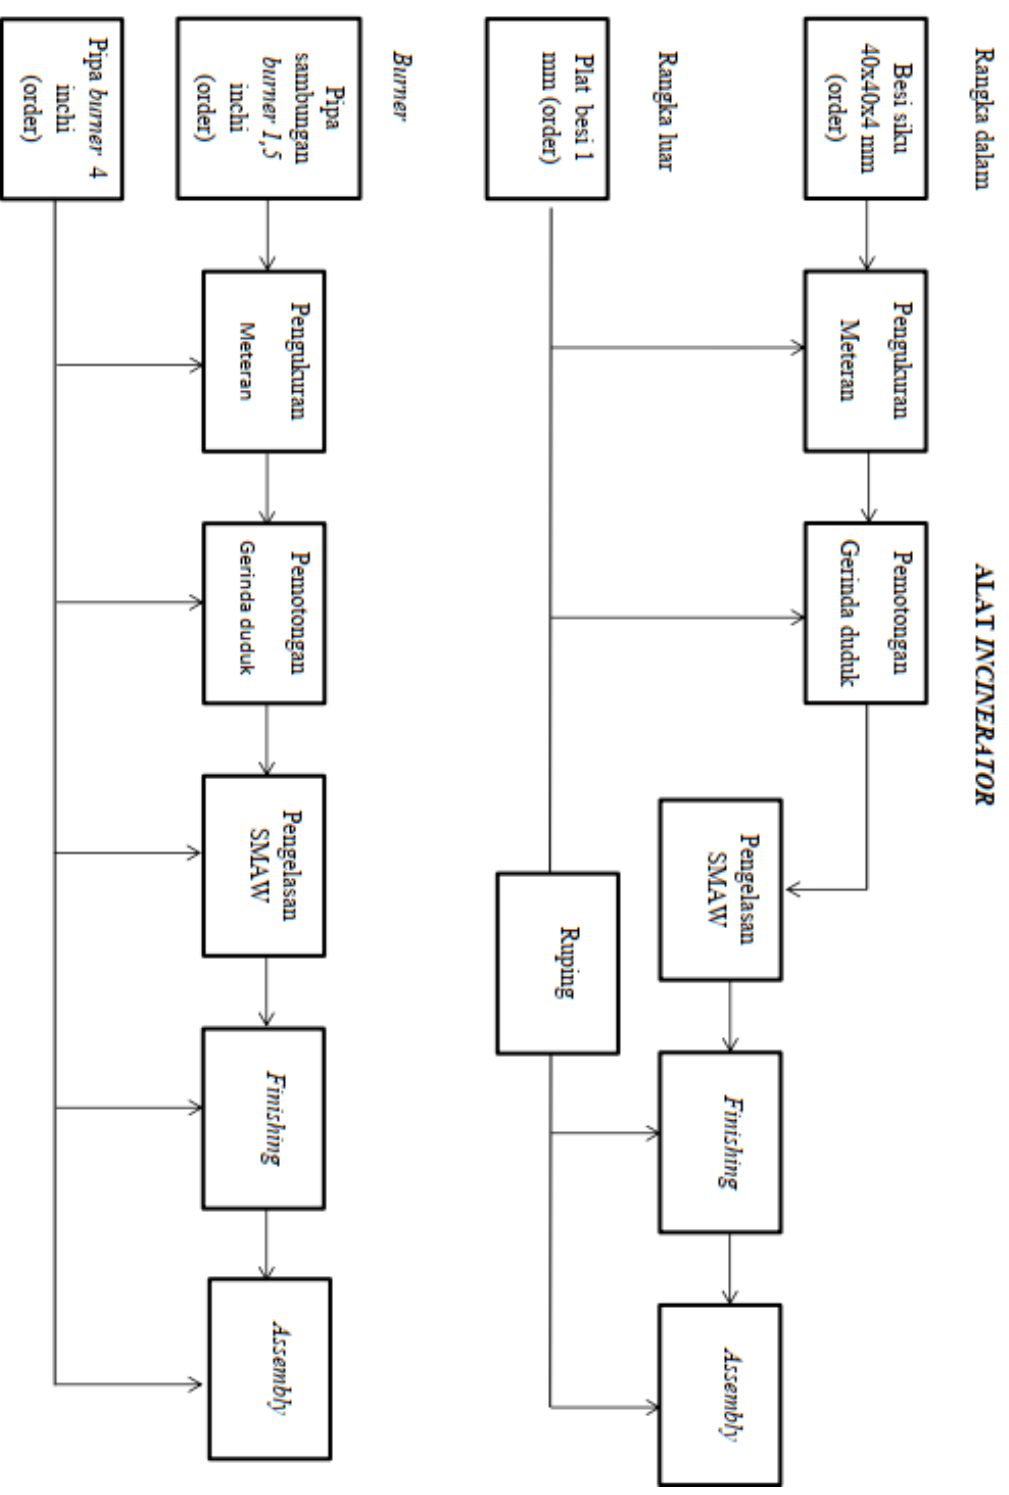 ALAT INCINERATOR
Rangka dalam
Besi siku
40x40x4 mm
(order)
Pengukuran
Meteran
Pemotongan
Gerinda duduk
Pengelasan
SMAW
Finishing
Assembly
Rangka luar
Plat besi 1
mm (order)
Ruping
Burner
Pipa
sambungan
burner 1,5
inchi
(order)
Pengukuran
Meteran
Pemotongan
Gerinda duduk
Pengelasan
SMAW
Finishing
Assembly
Pipa burner 4
inchi
(order)